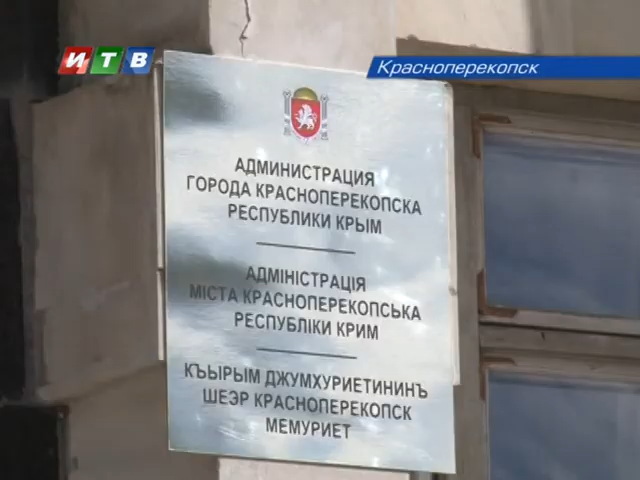 ИТВ
Красноперекопск
АДМИНИСТРАЦИЯ
ГОРОДА КРАСНОПЕРЕКОПСКА
РЕСПУБЛИКИ КРЫМ
АДМІНІСТРАЦІЯ
МІСТА КРАСНОПЕРЕКОПСЬКА
РЕСПУБЛІКИ КРИМ
КЪЫРЫМ ДЖУМХУРИЕТИНИНЪ
ШЕЭР КРАСНОПЕРЕКОПСК
МЕМУРИЕТ